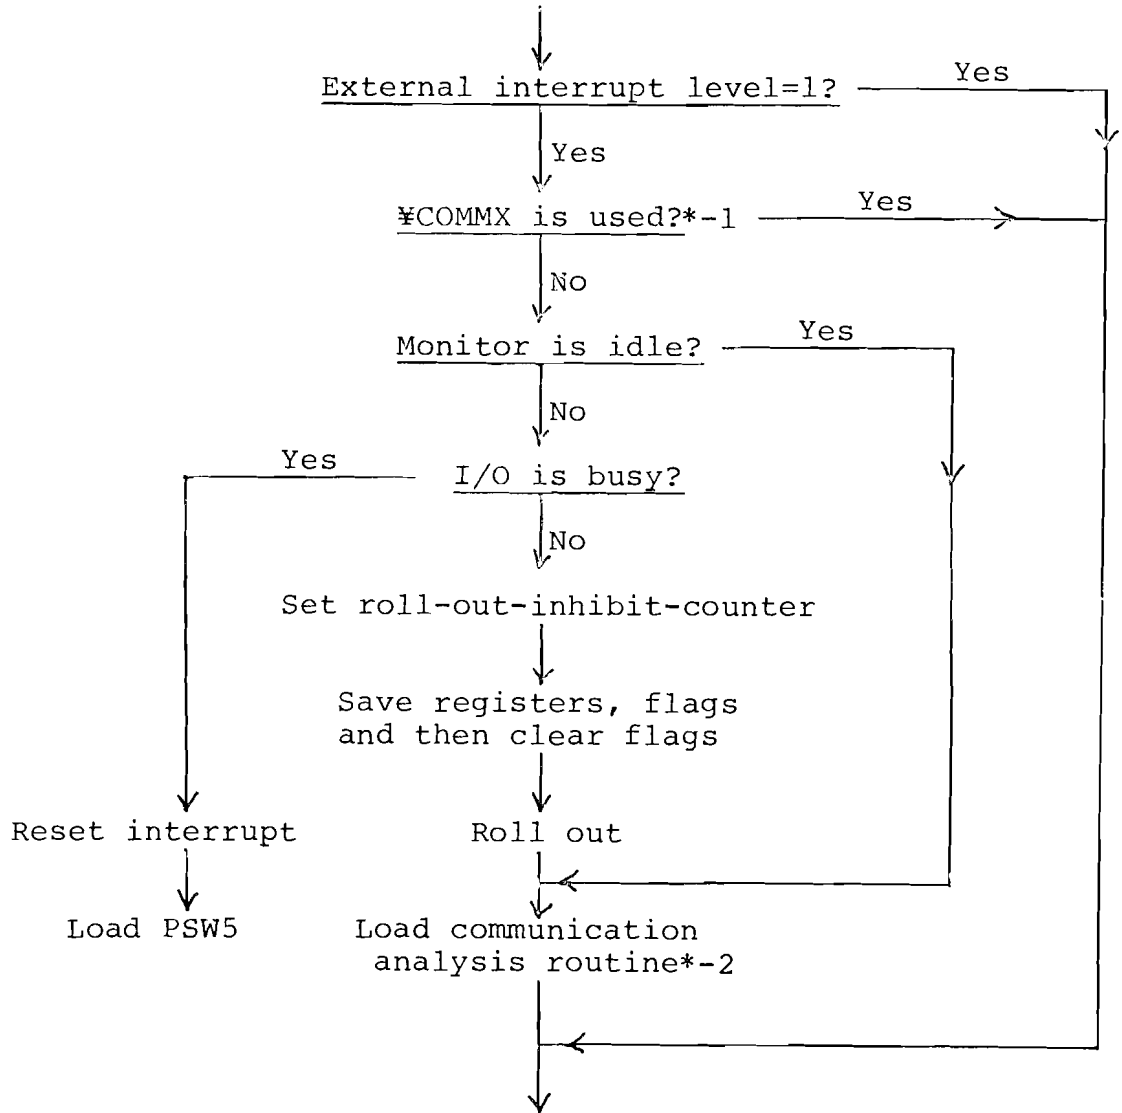 External interrupt level=1?
Yes
Yes
¥COMMX is used?*-1
Yes
No
Monitor is idle?
Yes
No
I/O is busy?
Yes
No
Set roll-out-inhibit-counter
Save registers, flags
and then clear flags
Reset interrupt
Roll out
Load PSW5
Load communication
analysis routine*-2